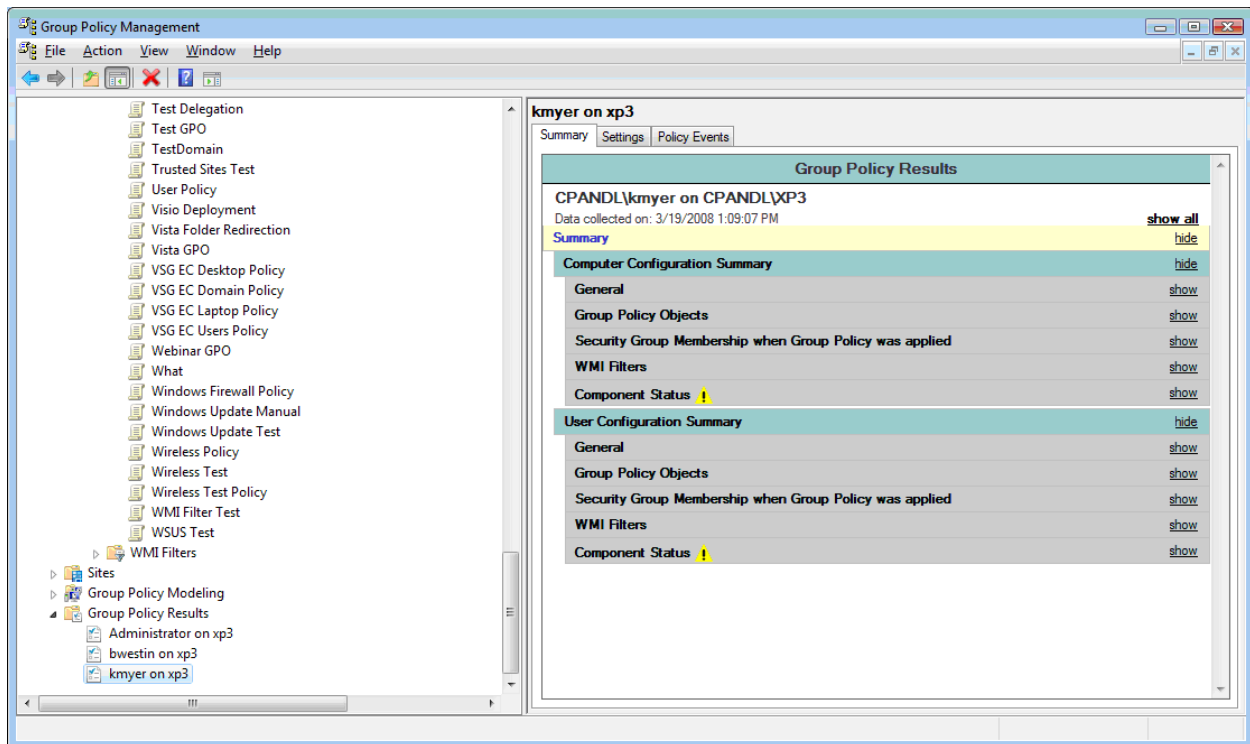 Group Policy Management
File Action View Window Help
Test Delegation
Test GPO
TestDomain
Trusted Sites Test
User Policy
Visio Deployment
Vista Folder Redirection
Vista GPO
VSG EC Desktop Policy
VSG EC Domain Policy
VSG EC Laptop Policy
VSG EC Users Policy
Webinar GPO
What
Windows Firewall Policy
Windows Update Manual
Windows Update Test
Wireless Policy
Wireless Test
Wireless Test Policy
WMI Filter Test
WSUS Test
WMI Filters
Sites
Group Policy Modeling
Group Policy Results
Administrator on xp3
bwestin on xp3
kmyer on xp3
kmyer on xp3
Summary Settings Policy Events
Group Policy Results
CPANDL\kmyer on CPANDL\XP3
Data collected on: 3/19/2008 1:09:07 PM show all
Summary hide
Computer Configuration Summary hide
General show
Group Policy Objects show
Security Group Membership when Group Policy was applied show
WMI Filters show
Component Status show
User Configuration Summary hide
General show
Group Policy Objects show
Security Group Membership when Group Policy was applied show
WMI Filters show
Component Status show